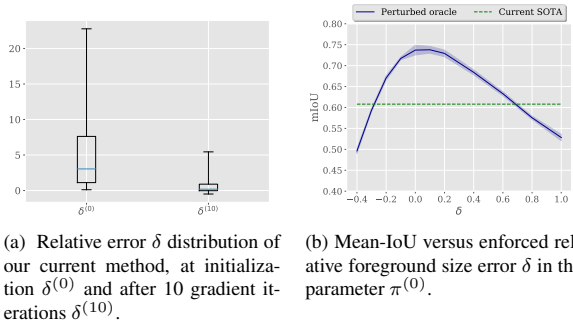 20
15
10
5
0
δ(0)
δ(10)
Perturbed oracle
Current SOTA
0.80
0.75
0.70
0.65
0.60
0.55
0.50
0.45
0.40
mIoU
−0.4 −0.2 0.0 0.2 0.4 0.6 0.8 1.0
δ
(a) Relative error δ distribution of
our current method, at initializa-
tion δ(0) and after 10 gradient it-
erations δ(10).
(b) Mean-IoU versus enforced rel
ative foreground size error δ in th
parameter π(0).